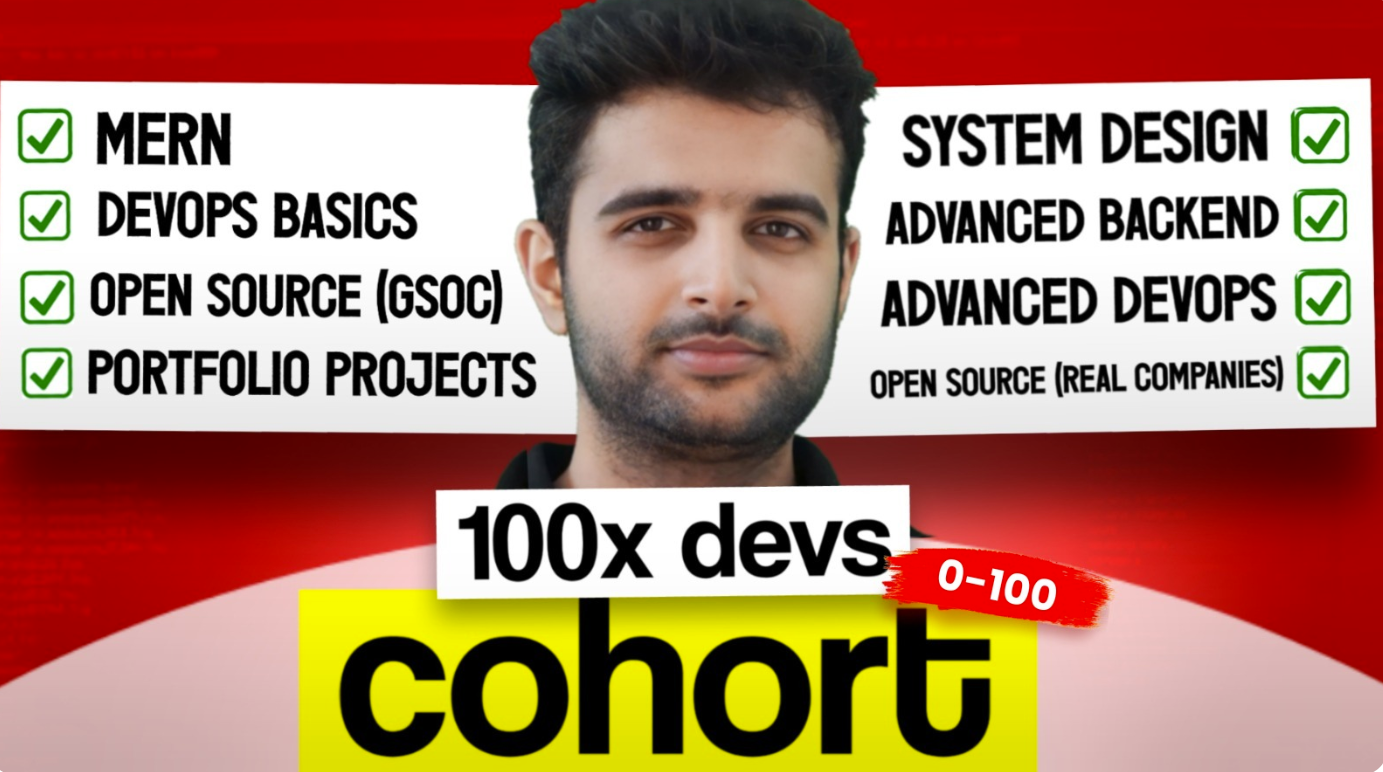 MERN
DEVOPS BASICS
OPEN SOURCE (GSOC)
PORTFOLIO PROJECTS
SYSTEM DESIGN
ADVANCED BACKEND
ADVANCED DEVOPS
OPEN SOURCE (REAL COMPANIES)
100x devs
0-100
cohort